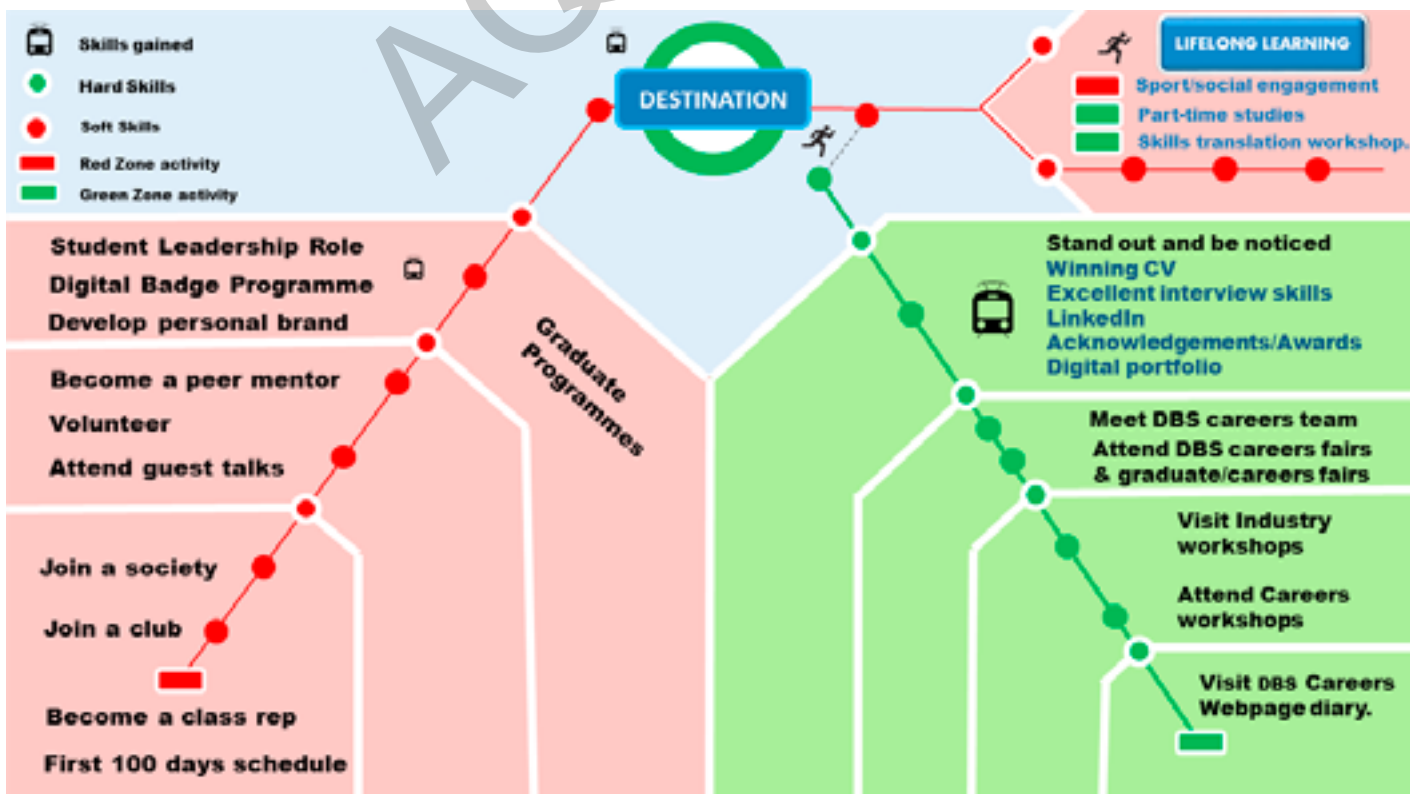 Skills gained
Hard Skills
Soft Skills
Red Zone activity
Green Zone activity
DESTINATION
LIFELONG LEARNING
Sport/social engagement
Part-time studies
Skills translation workshop.
Student Leadership Role
Digital Badge Programme
Develop personal brand
Graduate
Programmes
Become a peer mentor
Volunteer
Attend guest talks
Join a society
Join a club
Become a class rep
First 100 days schedule
Stand out and be noticed
Winning CV
Excellent interview skills
LinkedIn
Acknowledgements/Awards
Digital portfolio
Meet DBS careers team
Attend DBS careers fairs
& graduate/careers fairs
Visit Industry
workshops
Attend Careers
workshops
Visit DBS Careers
Webpage diary.